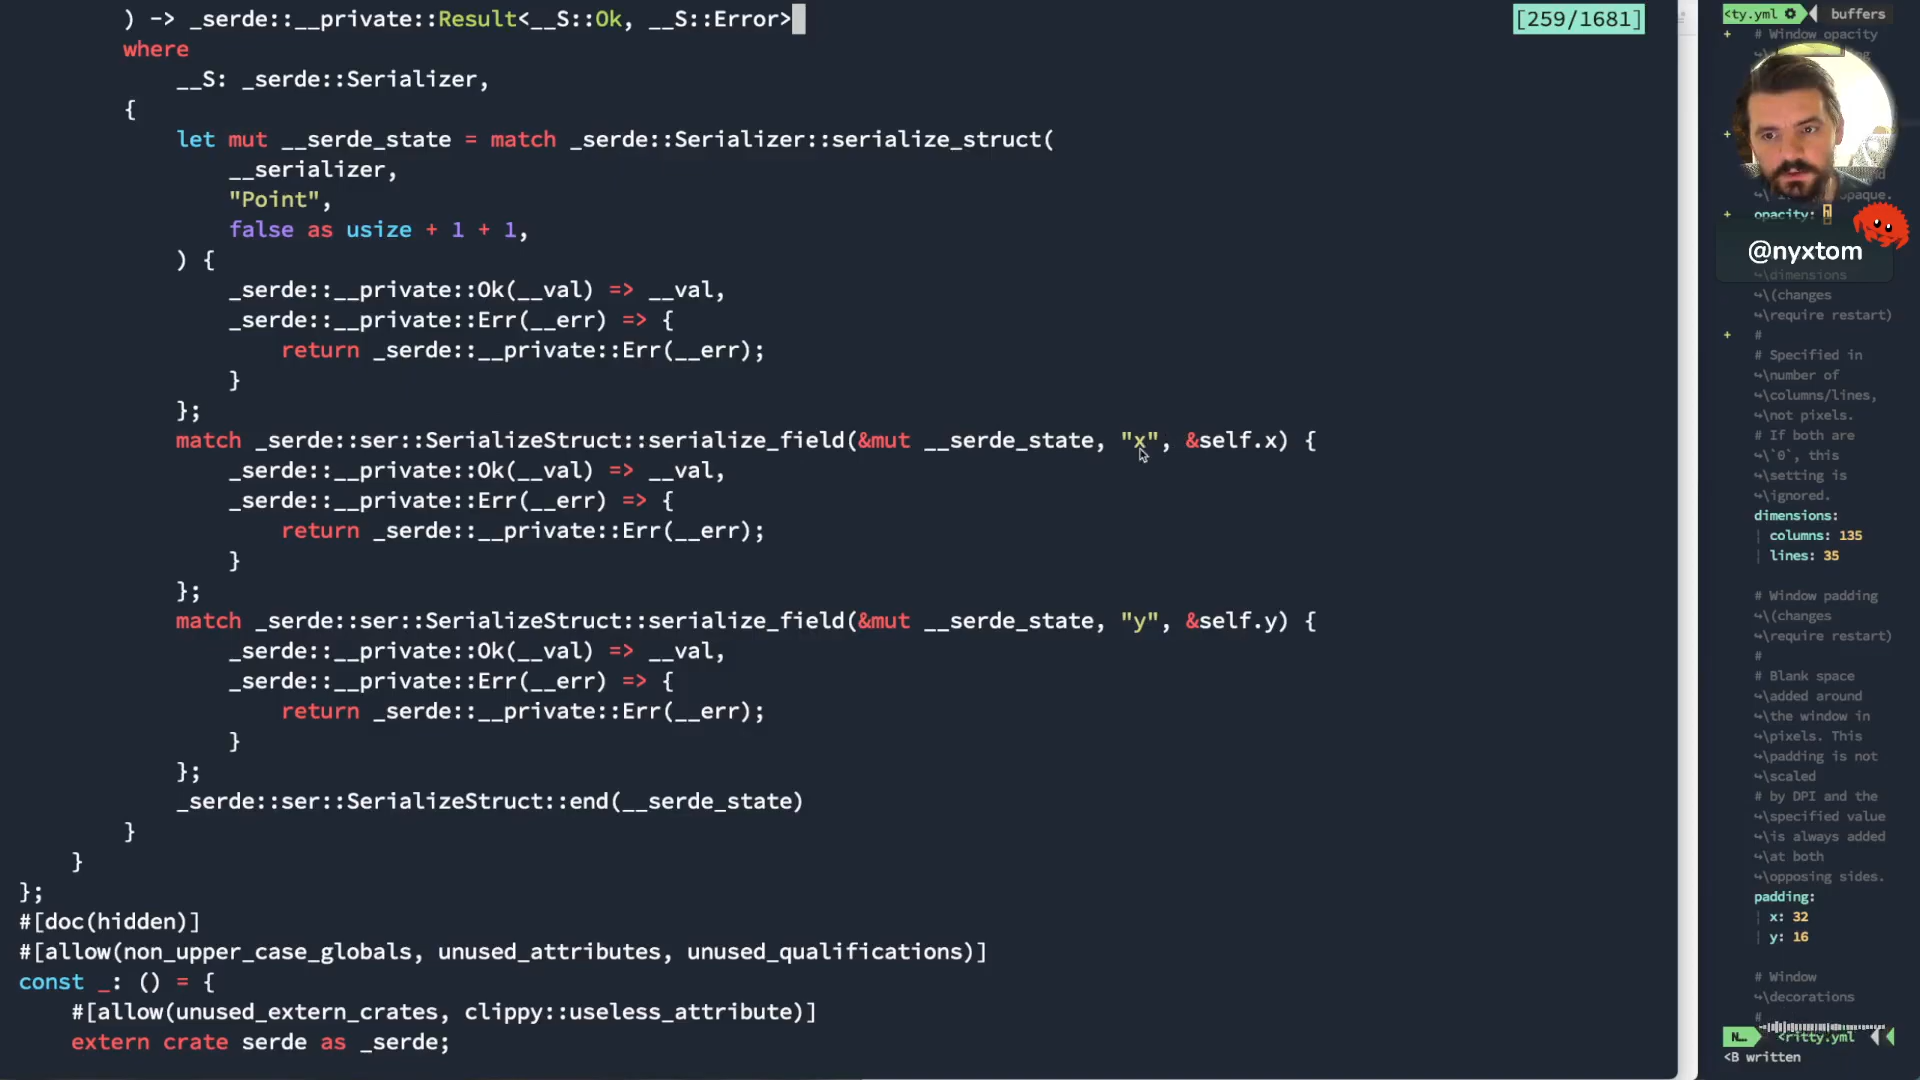 ) -> _serde::__private::Result<__S::Ok, __S::Error>
[259/1681]
where
__S: _serde::Serializer,
{
let mut __serde_state = match _serde::Serializer::serialize_struct(
__serializer,
"Point",
false as usize + 1 + 1,
) {
_serde::__private::Ok(__val) => __val,
_serde::__private::Err(__err) => {
return _serde::__private::Err(__err);
}
};
match _serde::ser::SerializeStruct::serialize_field(&mut __serde_state, "x", &self.x) {
_serde::__private::Ok(__val) => __val,
_serde::__private::Err(__err) => {
return _serde::__private::Err(__err);
}
};
match _serde::ser::SerializeStruct::serialize_field(&mut __serde_state, "y", &self.y) {
_serde::__private::Ok(__val) => __val,
_serde::__private::Err(__err) => {
return _serde::__private::Err(__err);
}
};
_serde::ser::SerializeStruct::end(__serde_state)
}
}
};
#[doc(hidden)]
#[allow(non_upper_case_globals, unused_attributes, unused_qualifications)]
const _: () = {
#[allow(unused_extern_crates, clippy::useless_attribute)]
extern crate serde as _serde;
<ty.yml
buffers
+ # Window opacity
+
+ opacity:
@nyxtom
\dimensions
\(changes
\require restart)
+ #
# Specified in
\number of
\columns/lines,
\not pixels.
# If both are
\`0`, this
\setting is
\ignored.
dimensions:
columns: 135
lines: 35
# Window padding
\(changes
\require restart)
#
# Blank space
\added around
\the window in
\pixels. This
\padding is not
\scaled
# by DPI and the
\specified value
\is always added
\at both
\opposing sides.
padding:
x: 32
y: 16
# Window
\decorations
#
N… <ritty.yml
<B written